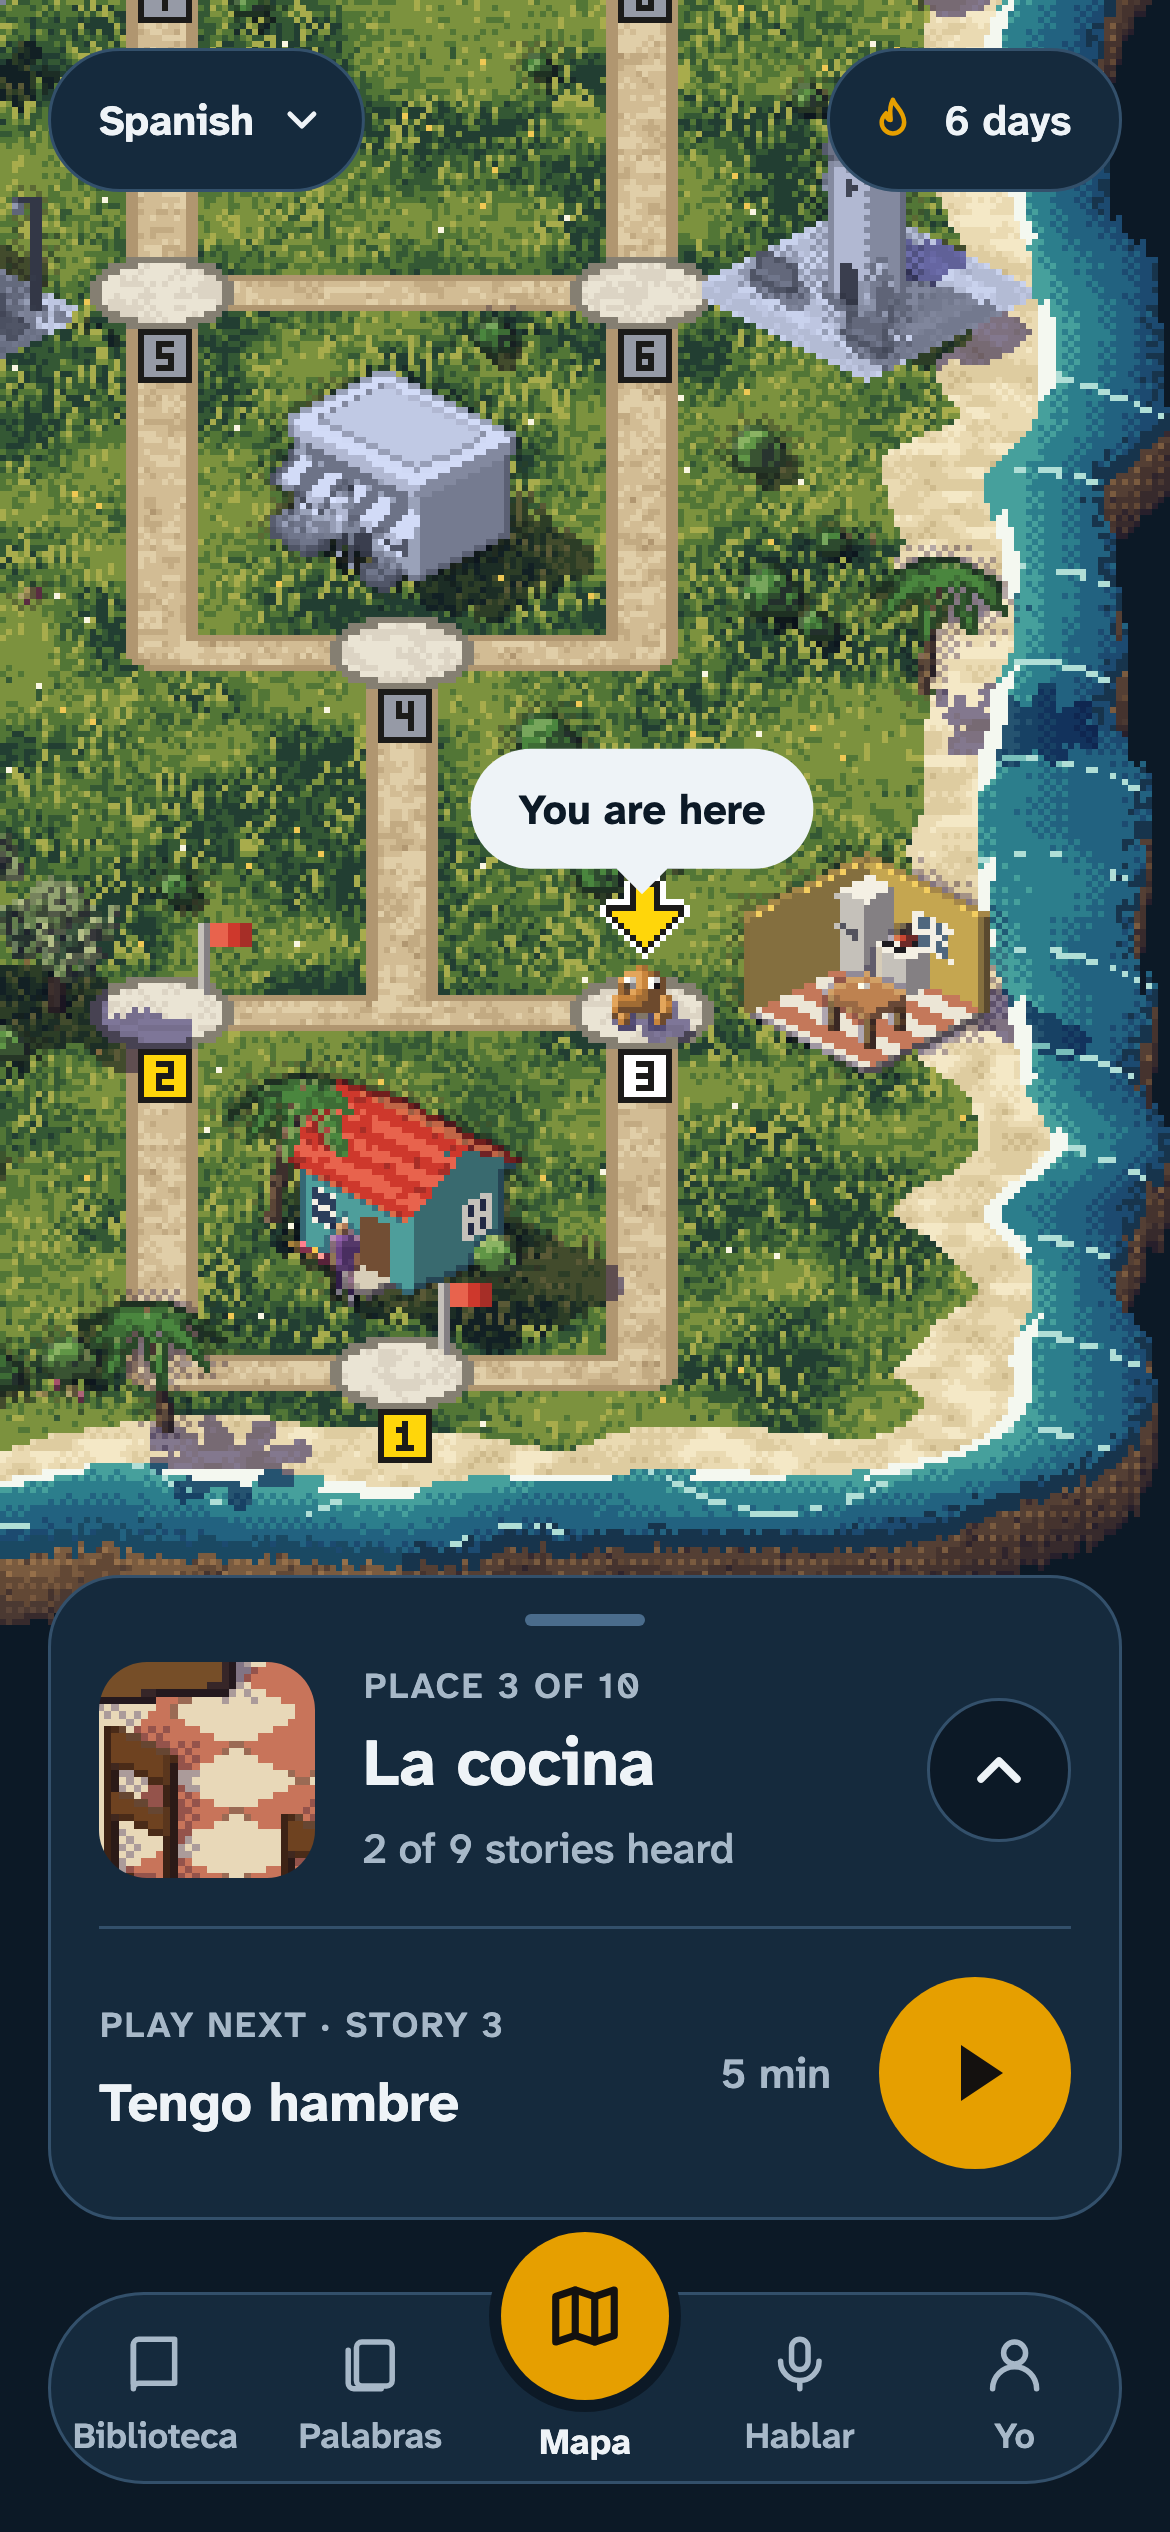 Spanish
6 days
5
6
4
You are here
2
3
1
PLACE 3 OF 10
La cocina
2 of 9 stories heard
PLAY NEXT · STORY 3
Tengo hambre
5 min
Biblioteca
Palabras
Mapa
Hablar
Yo